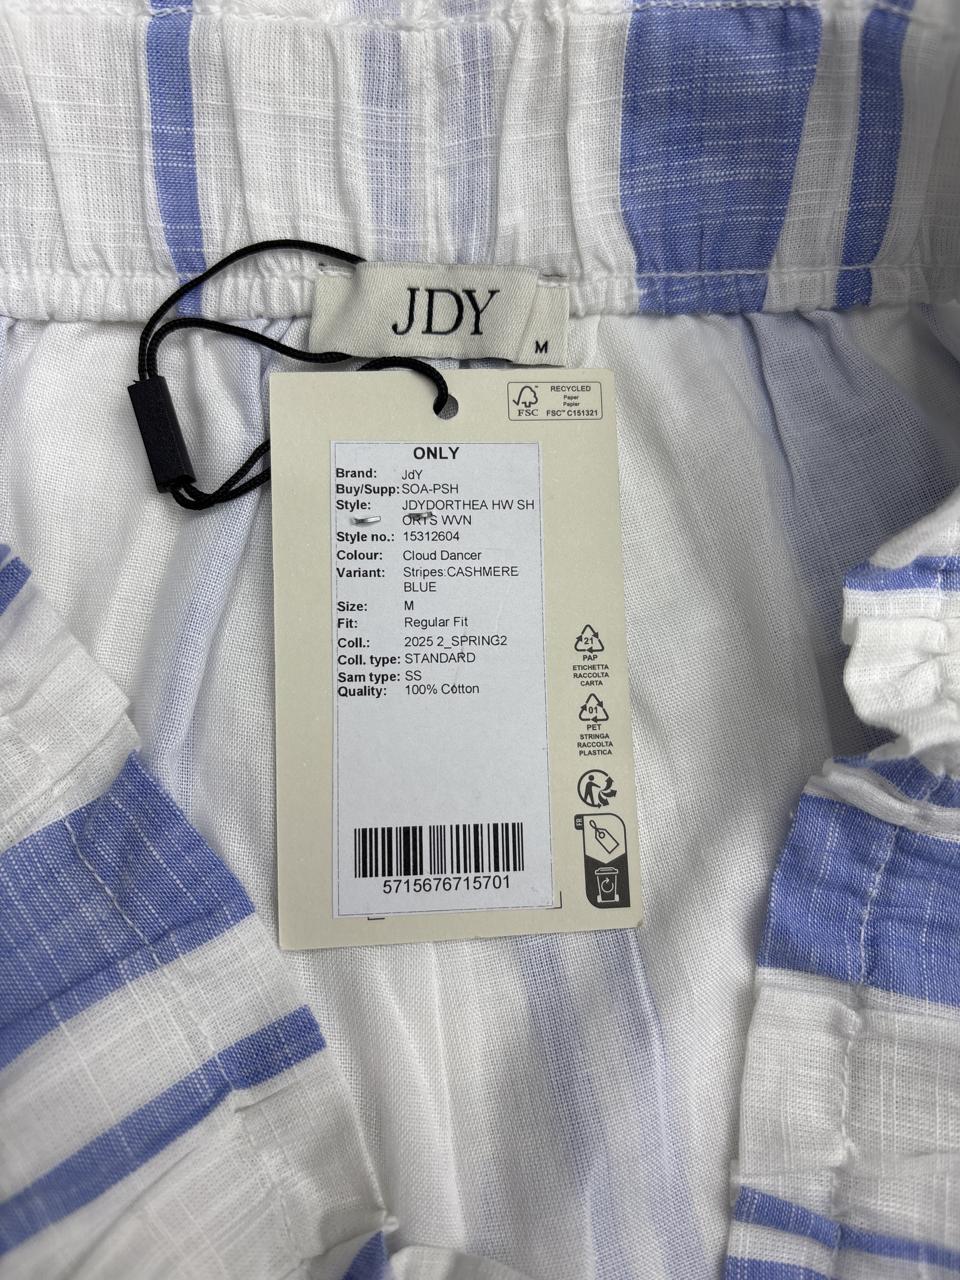 JDY
M
FSC™
RECYCLED
Paper
Papier
FSC™ C151321
ONLY
Brand: JdY
Buy/Supp: SOA-PSH
Style: JDYDORTHEA HW SH
ORTS WVN
Style no.: 15312604
Colour: Cloud Dancer
Variant: Stripes:CASHMERE
BLUE
Size: M
Fit: Regular Fit
Coll.: 2025 2_SPRING2
Coll. type: STANDARD
Sam type: SS
Quality: 100% Cotton
5715676715701
21
PAP
ETICHETTA
RACCOLTA
CARTA
01
PET
STRINGA
RACCOLTA
PLASTICA
FR